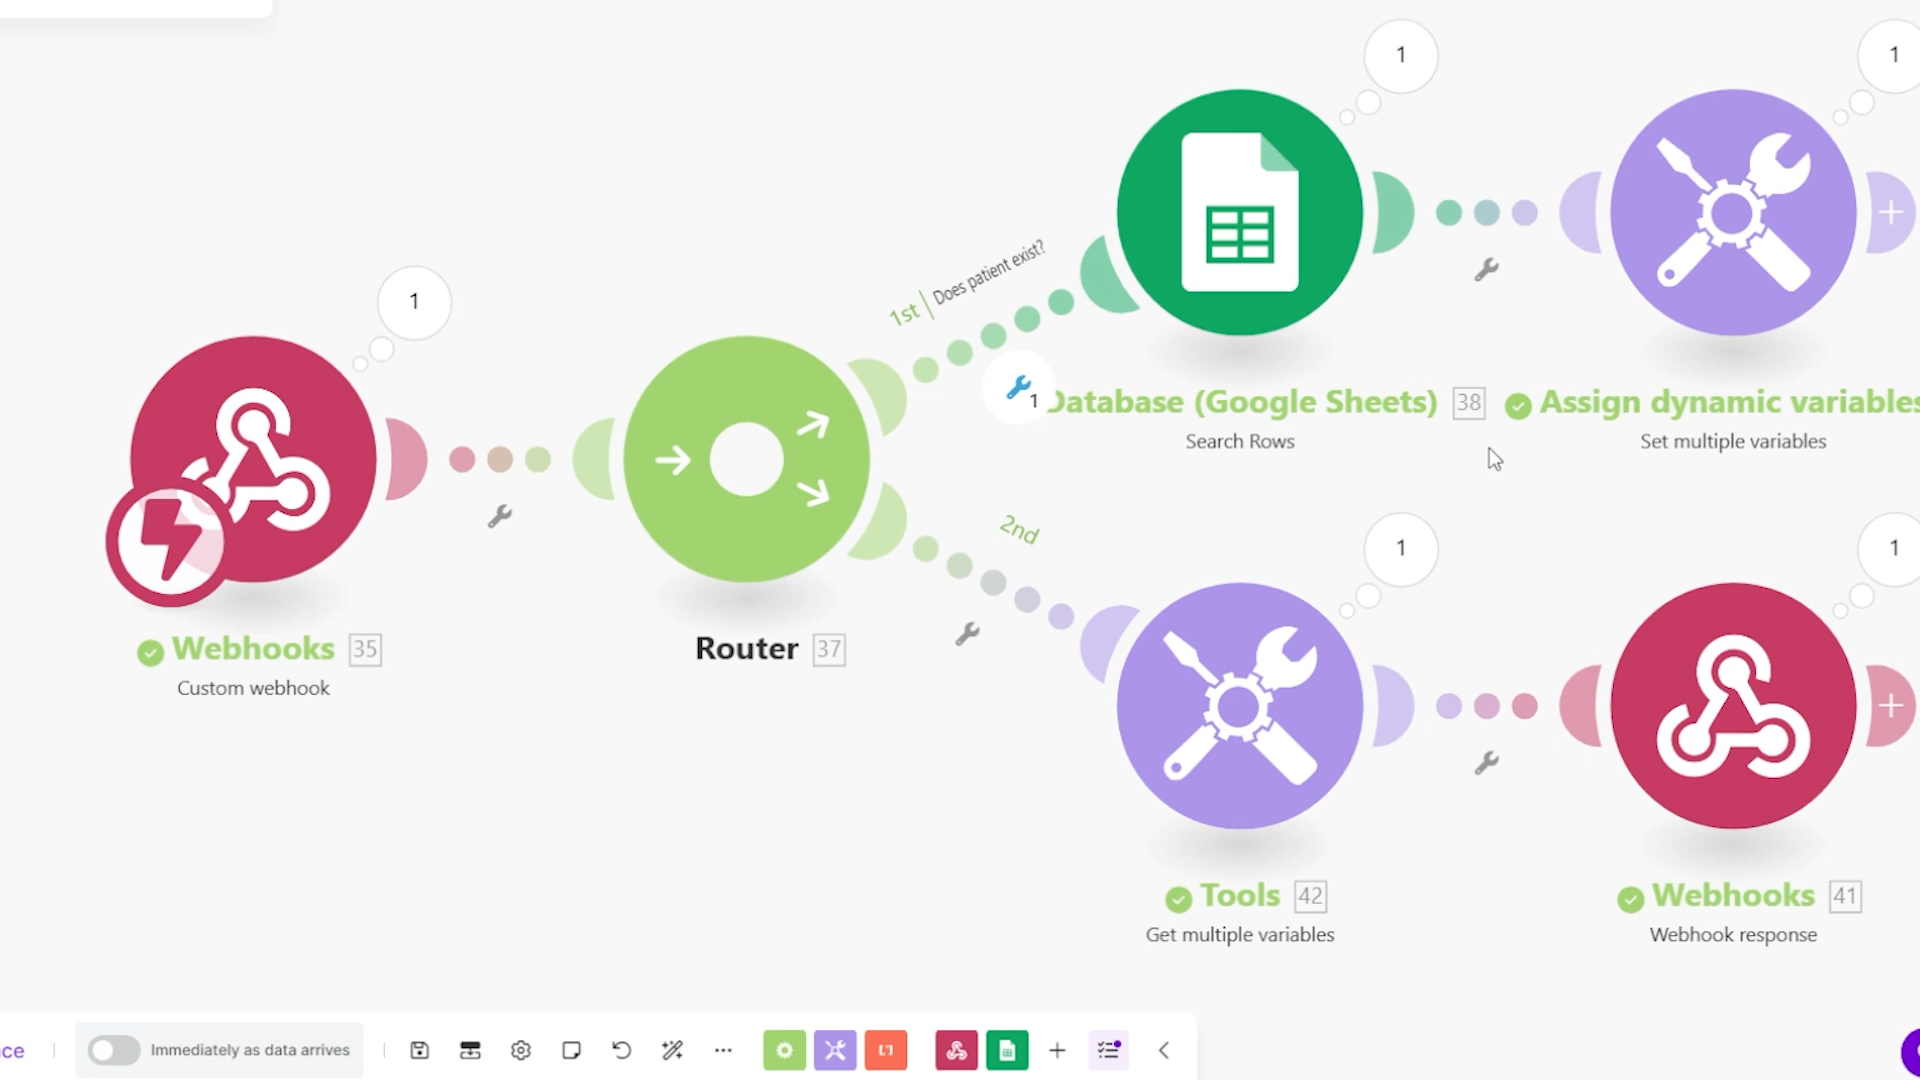 1
1
1
1st | Does patient exist?
1
Database (Google Sheets) 38
Search Rows
Assign dynamic variables
Set multiple variables
2nd
1
1
Webhooks 35
Custom webhook
Router 37
Tools 42
Get multiple variables
Webhooks 41
Webhook response
ce
Immediately as data arrives